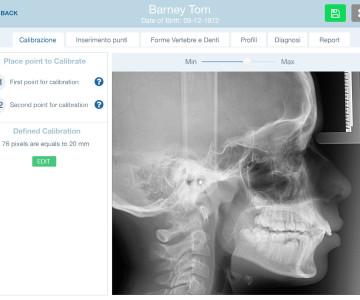 BACK
Barney Tom
Date of Birth: 09-12-1972
Calibrazione
Inserimento punti
Forme Vertebre e Denti
Profili
Diagnosi
Report
Min
Max
Place point to Calibrate
1 First point for calibration ?
2 Second point for calibration ?
Defined Calibration
76 pixels are equals to 20 mm
EDIT